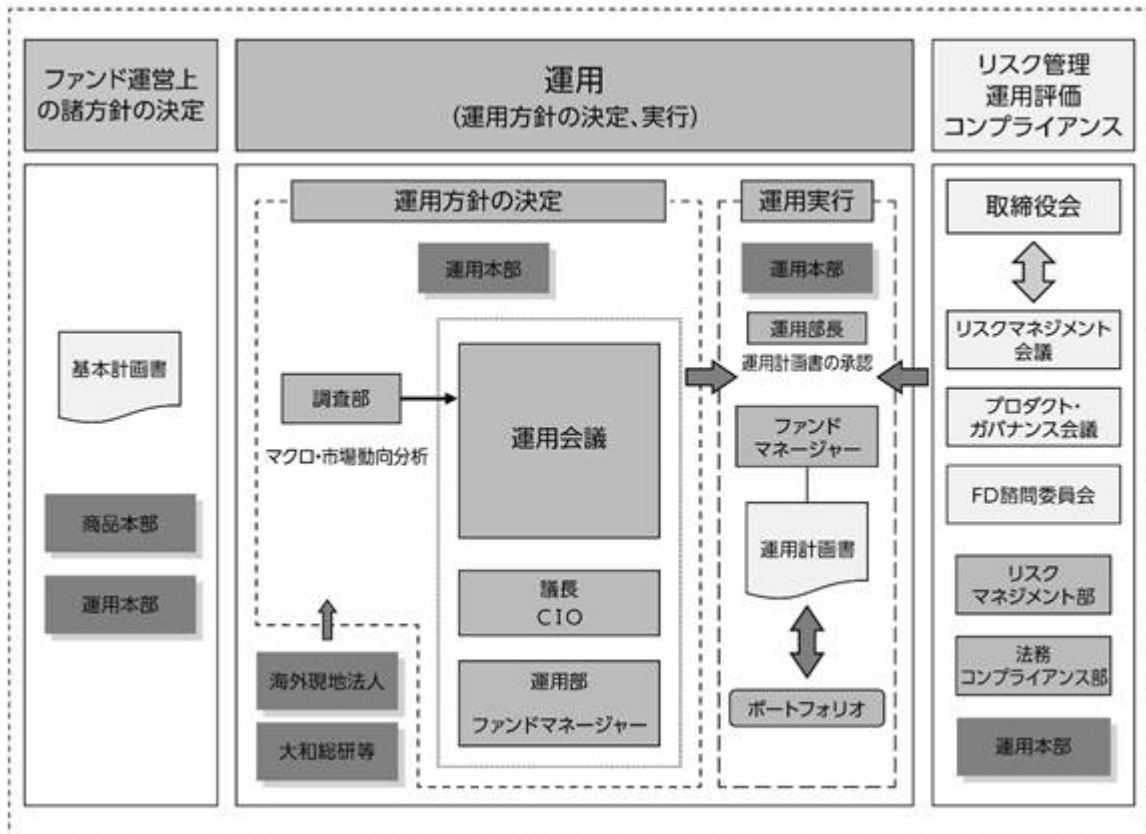 ファンド運営上
の諸方針の決定
運用
(運用方針の決定、実行)
リスク管理
運用評価
コンプライアンス
基本計画書
商品本部
運用本部
運用方針の決定
運用本部
調査部
マクロ・市場動向分析
運用会議
議長
CIO
運用部
ファンドマネージャー
海外現地法人
大和総研等
運用実行
運用本部
運用部長
運用計画書の承認
ファンド
マネージャー
運用計画書
ポートフォリオ
取締役会
リスクマネジメント
会議
プロダクト・
ガバナンス会議
FD諮問委員会
リスク
マネジメント部
法務
コンプライアンス部
運用本部